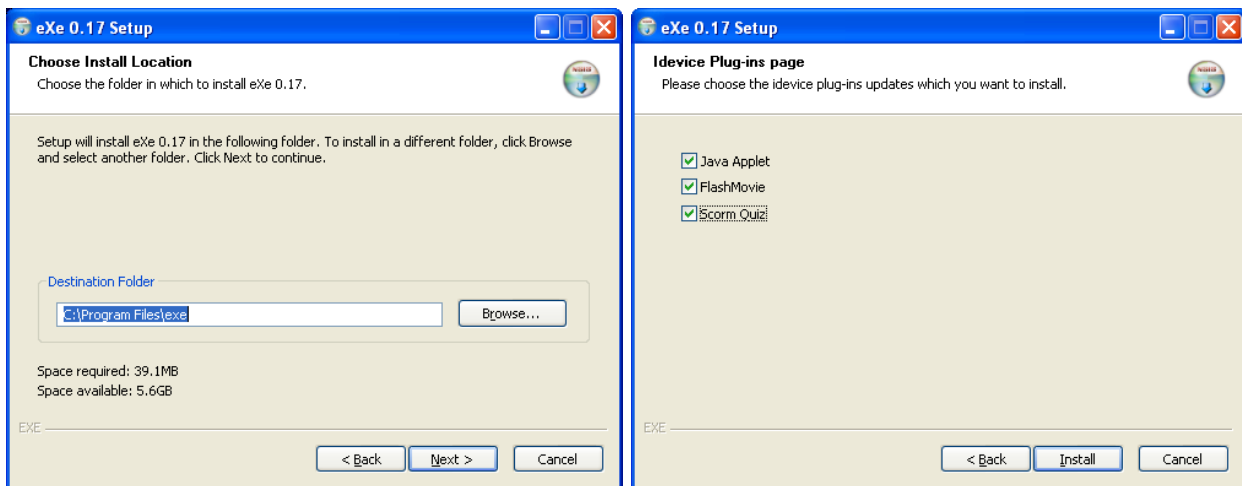 eXe 0.17 Setup
Choose Install Location
Choose the folder in which to install eXe 0.17.
Setup will install eXe 0.17 in the following folder. To install in a different folder, click Browse
and select another folder. Click Next to continue.
Destination Folder
C:\Program Files\exe
Browse...
Space required: 39.1MB
Space available: 5.6GB
EXE
< Back
Next >
Cancel
eXe 0.17 Setup
Idevice Plug-ins page
Please choose the idevice plug-ins updates which you want to install.
Java Applet
FlashMovie
Scorm Quiz
EXE
< Back
Install
Cancel